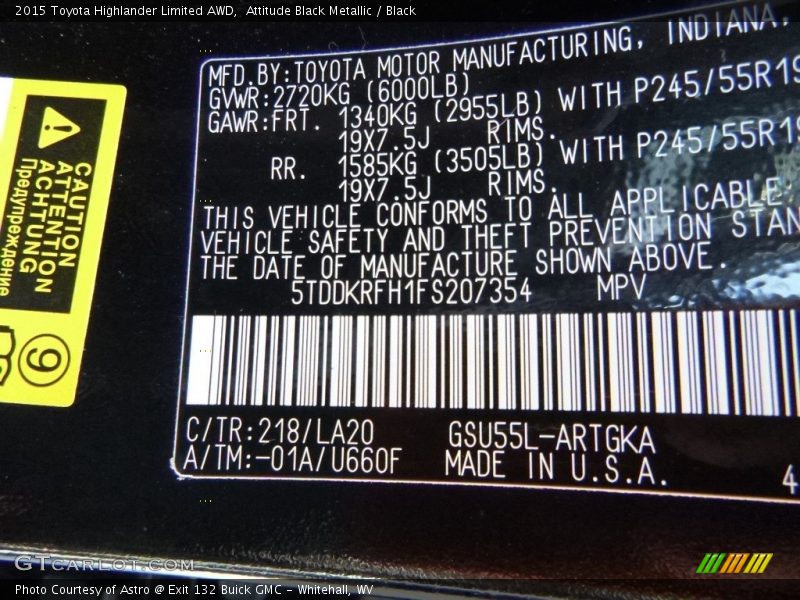 2015 Toyota Highlander Limited AWD, Attitude Black Metallic / Black
MFD.BY:TOYOTA MOTOR MANUFACTURING, INDIANA,
GVWR:2720KG (6000LB)
GAWR:FRT. 1340KG (2955LB) WITH P245/55R19
19X7.5J RIMS.
RR. 1585KG (3505LB) WITH P245/55R19
19X7.5J RIMS.
THIS VEHICLE CONFORMS TO ALL APPLICABLE
VEHICLE SAFETY AND THEFT PREVENTION STAN
THE DATE OF MANUFACTURE SHOWN ABOVE.
5TDDKRFH1FS207354 MPV
C/TR:218/LA20 GSU55L-ARTGKA
A/TM:-01A/U660F MADE IN U.S.A.
4
CAUTION
ATTENTION
ACHTUNG
Предупреждение
9
GTCARLOT.COM
Photo Courtesy of Astro @ Exit 132 Buick GMC - Whitehall, WV